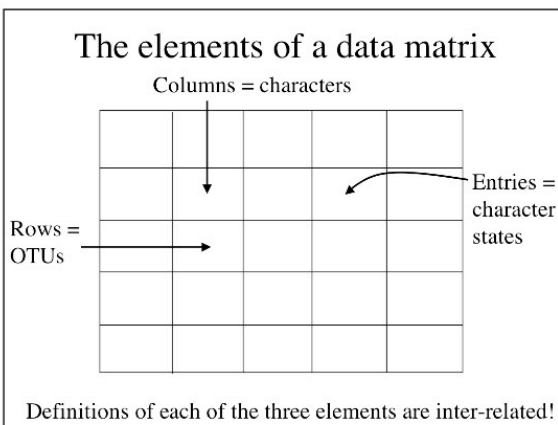 The elements of a data matrix
Columns = characters
Entries =
character
states
Rows =
OTUs
Definitions of each of the three elements are inter-related!